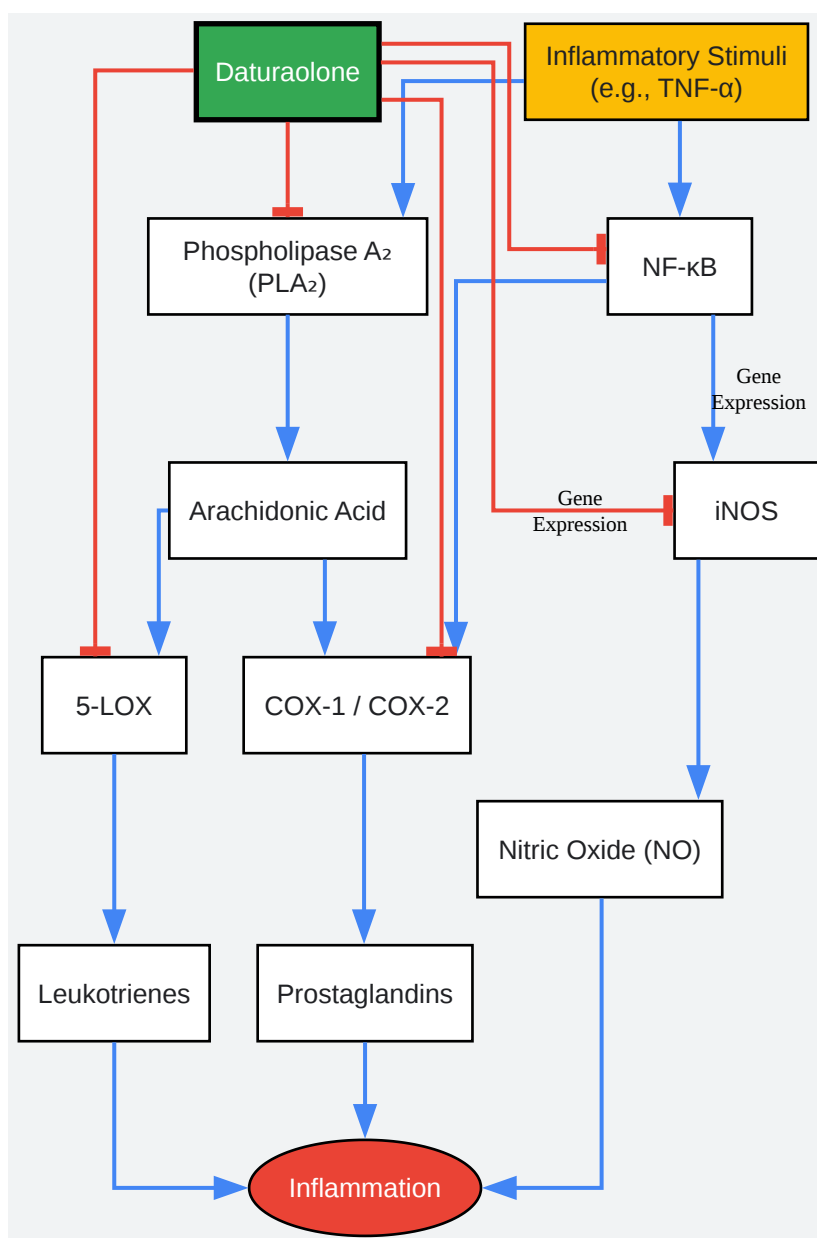 Daturaolone
Inflammatory Stimuli
(e.g., TNF-α)
Phospholipase A₂
(PLA₂)
NF-κB
Gene
Expression
Arachidonic Acid
Gene
Expression
iNOS
5-LOX
COX-1 / COX-2
Nitric Oxide (NO)
Leukotrienes
Prostaglandins
Inflammation